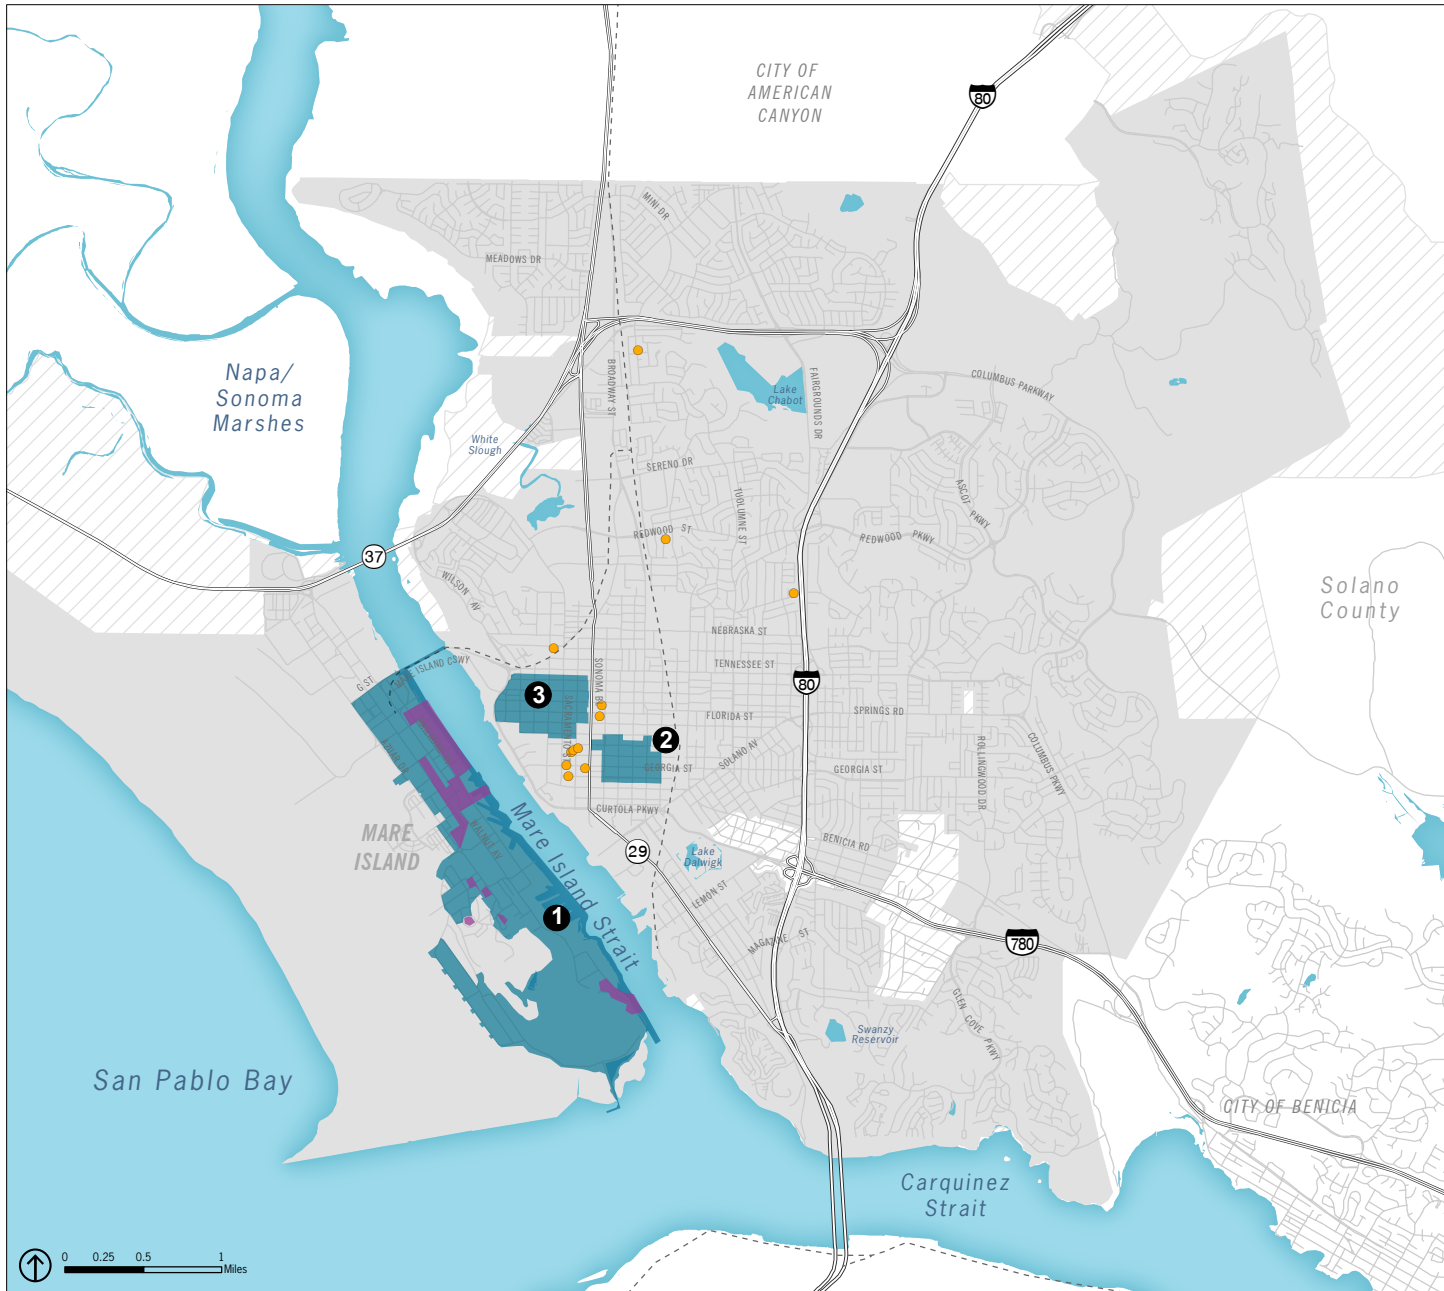 CITY OF
AMERICAN
CANYON
80
MINI DR
MEADOWS DR
Napa/
Sonoma
Marshes
BROADWAY ST
Lake
Chabot
FAIRGROUNDS DR
COLUMBUS PARKWAY
White
Slough
SERENO DR
TUOLUMNE ST
ASCOT PKWY
REDWOOD ST
REDWOOD PKWY
37
WILSON AV
Solano
County
NEBRASKA ST
TENNESSEE ST
G ST
MARE ISLAND CSWY
SONOMA BL
80
3
SACRAMENTO ST
FLORIDA ST
SPRINGS RD
2
SOLANO AV
GEORGIA ST
GEORGIA ST
ROLLINGWOOD DR
COLUMBUS PKWY
CURTOLA PKWY
MARE
ISLAND
WALNUT AV
Mare Island Strait
29
Lake
Dalwigk
BENICIA RD
LEMON ST
1
MAGAZINE ST
780
GLEN COVE PKWY
Swanzy
Reservoir
San Pablo Bay
CITY OF BENICIA
Carquinez
Strait
0 0.25 0.5 1
Miles